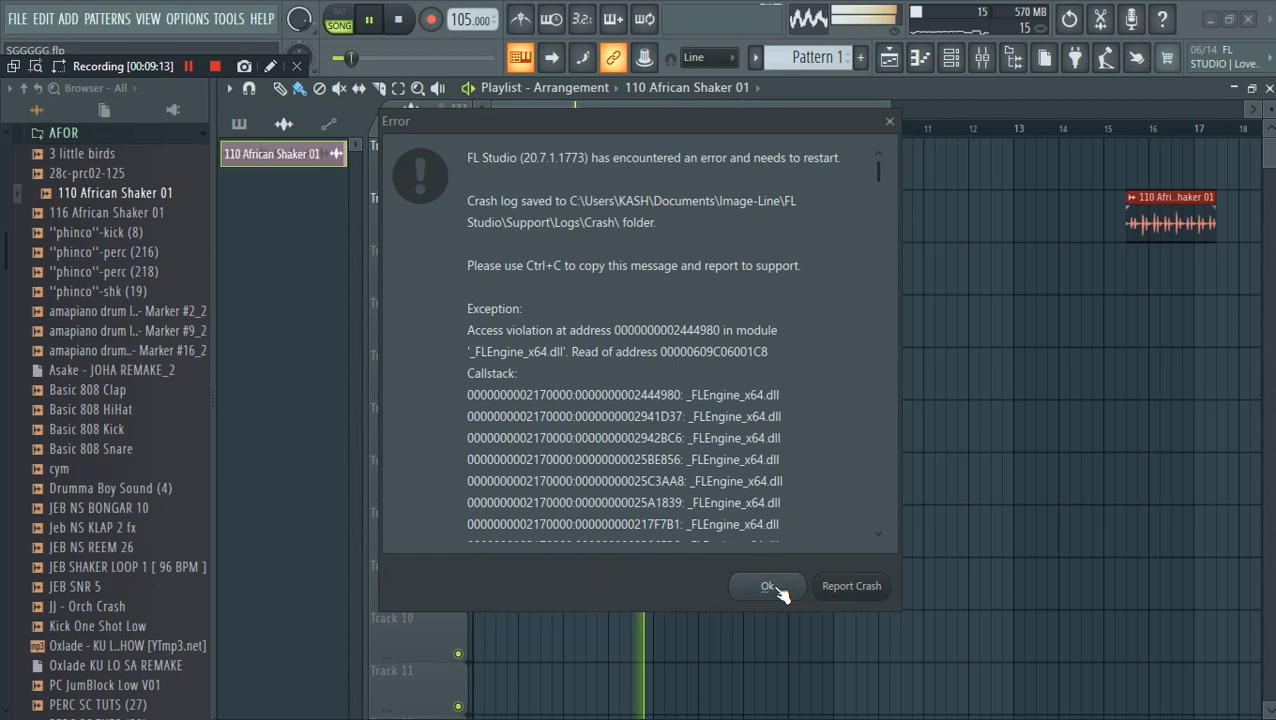 FILE EDIT ADD PATTERNS VIEW OPTIONS TOOLS HELP
PAT
SONG
105.000
3.2.
15
570 MB
15
SGGGGG.flp
Line
Pattern 1
06/14 FL
STUDIO | Love..
Recording [00:09:13]
Browser - All
Playlist - Arrangement
110 African Shaker 01
AFOR
3 little birds
28c-prc02-125
110 African Shaker 01
116 African Shaker 01
''phinco''-kick (8)
''phinco''-perc (216)
''phinco''-perc (218)
''phinco''-shk (19)
amapiano drum l..- Marker #2_2
amapiano drum l..- Marker #9_2
amapiano drum..- Marker #16_2
Asake - JOHA REMAKE_2
Basic 808 Clap
Basic 808 HiHat
Basic 808 Kick
Basic 808 Snare
cym
Drumma Boy Sound (4)
JEB NS BONGAR 10
Jeb NS KLAP 2 fx
JEB NS REEM 26
JEB SHAKER LOOP 1 [ 96 BPM ]
JEB SNR 5
JJ - Orch Crash
Kick One Shot Low
Oxlade - KU L..HOW [YTmp3.net]
Oxlade KU LO SA REMAKE
PC JumBlock Low V01
PERC SC TUTS (27)
110 African Shaker 01
11 12 13 14 15 16 17 18
110 Afri..haker 01
Error
FL Studio (20.7.1.1773) has encountered an error and needs to restart.
Crash log saved to C:\Users\KASH\Documents\Image-Line\FL
Studio\Support\Logs\Crash\ folder.
Please use Ctrl+C to copy this message and report to support.
Exception:
Access violation at address 0000000002444980 in module
'_FLEngine_x64.dll'. Read of address 00000609C06001C8
Callstack:
0000000002170000:0000000002444980: _FLEngine_x64.dll
0000000002170000:0000000002941D37: _FLEngine_x64.dll
0000000002170000:0000000002942BC6: _FLEngine_x64.dll
0000000002170000:00000000025BE856: _FLEngine_x64.dll
0000000002170000:00000000025C3AA8: _FLEngine_x64.dll
0000000002170000:00000000025A1839: _FLEngine_x64.dll
0000000002170000:000000000217F7B1: _FLEngine_x64.dll
Ok
Report Crash
Track 10
Track 11